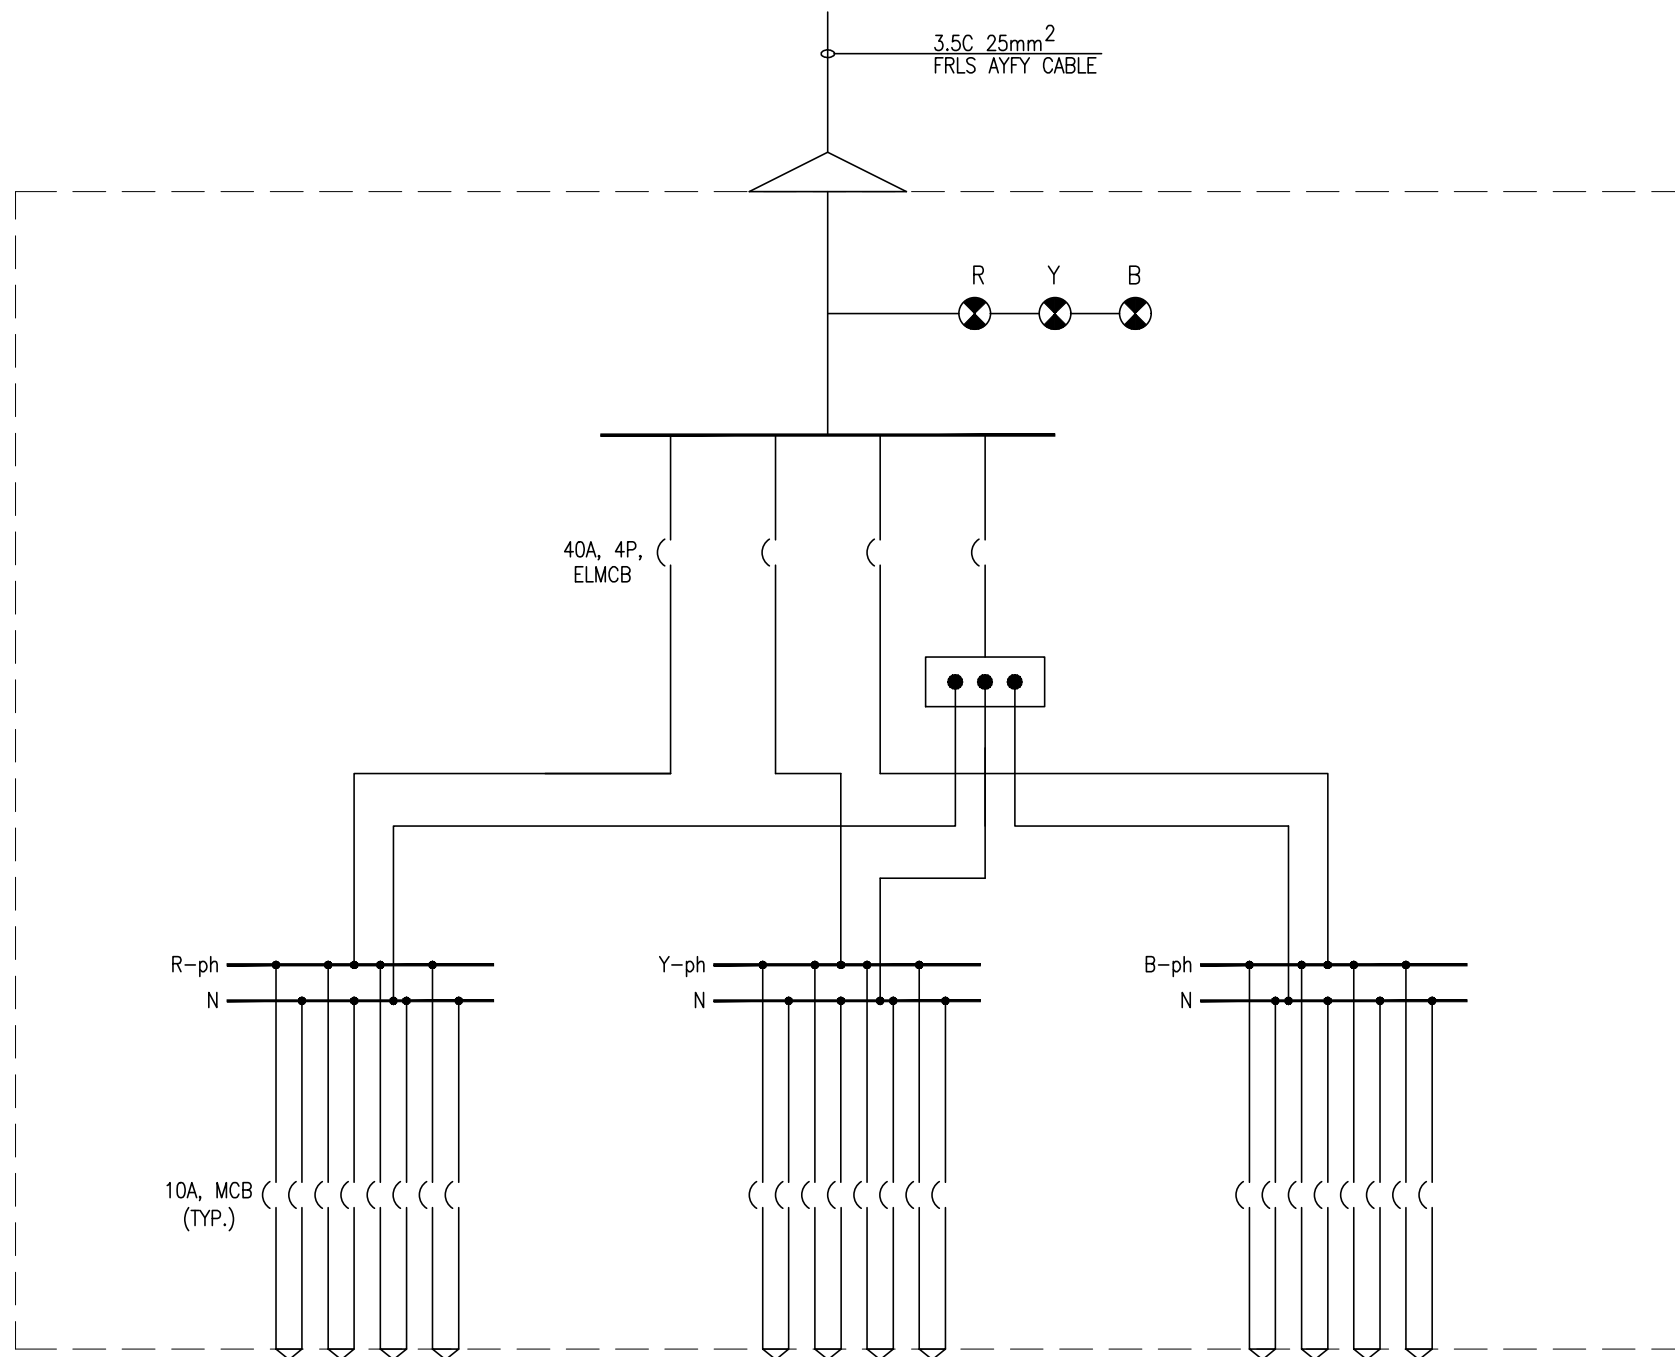 3.5C 25mm²
FRLS AYFY CABLE
R Y B
40A, 4P,
ELMCB
R-ph
N
Y-ph
N
B-ph
N
10A, MCB
(TYP.)